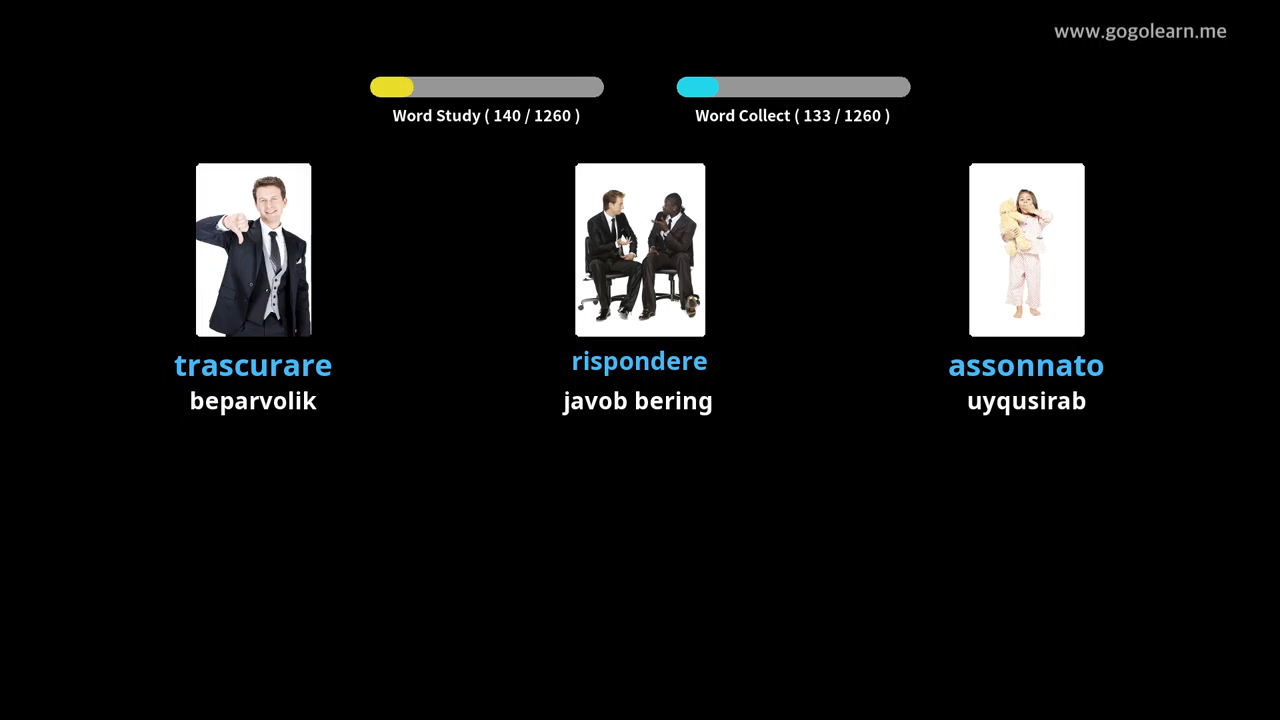 www.gogolearn.me
Word Study ( 140 / 1260 )
Word Collect ( 133 / 1260 )
trascurare
beparvolik
rispondere
javob bering
assonnato
uyqusirab